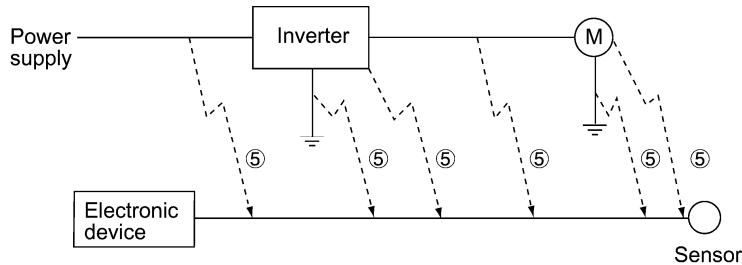 Power
supply
Inverter
M
⑤ ⑤ ⑤ ⑤ ⑤ ⑤
Electronic
device
Sensor